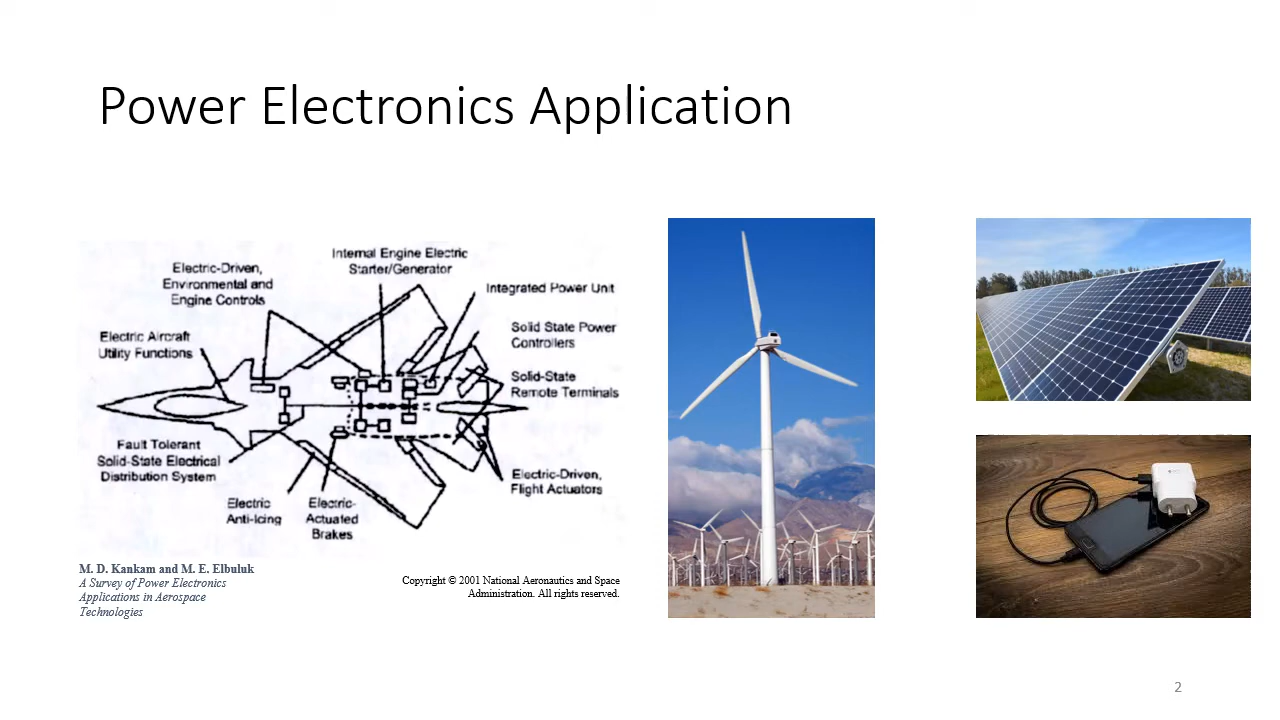 Power Electronics Application
Internal Engine Electric
Starter/Generator
Electric-Driven,
Environmental and
Engine Controls
Integrated Power Unit
Electric Aircraft
Utility Functions
Solid State Power
Controllers
Solid-State
Remote Terminals
Fault Tolerant
Solid-State Electrical
Distribution System
Electric
Anti-Icing
Electric-
Actuated
Brakes
Electric-Driven,
Flight Actuators
M. D. Kankam and M. E. Elbuluk
A Survey of Power Electronics
Applications in Aerospace
Technologies
Copyright © 2001 National Aeronautics and Space
Administration. All rights reserved.
2